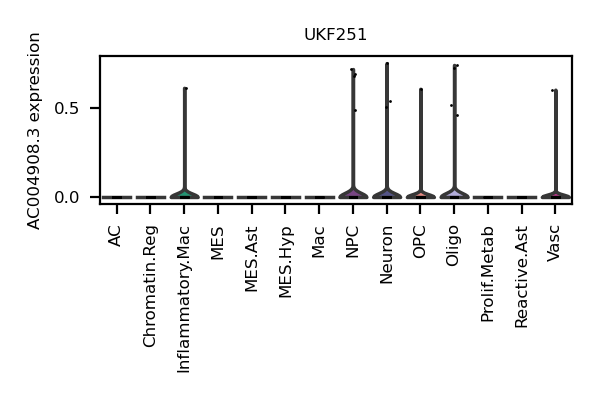 UKF251
AC004908.3 expression
0.5
0.0
AC
Chromatin.Reg
Inflammatory.Mac
MES
MES.Ast
MES.Hyp
Mac
NPC
Neuron
OPC
Oligo
Prolif.Metab
Reactive.Ast
Vasc